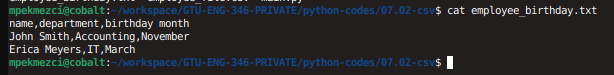 mpekmezci@cobalt:~/workspace/GTU-ENG-346-PRIVATE/python-codes/07.02-csv$ cat employee_birthday.txt
name,department,birthday month
John Smith,Accounting,November
Erica Meyers,IT,March
mpekmezci@cobalt:~/workspace/GTU-ENG-346-PRIVATE/python-codes/07.02-csv$